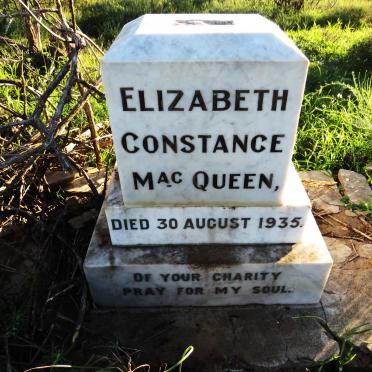 ELIZABETH
CONSTANCE
MAC QUEEN,
DIED 30 AUGUST 1935.
OF YOUR CHARITY
PRAY FOR MY SOUL.